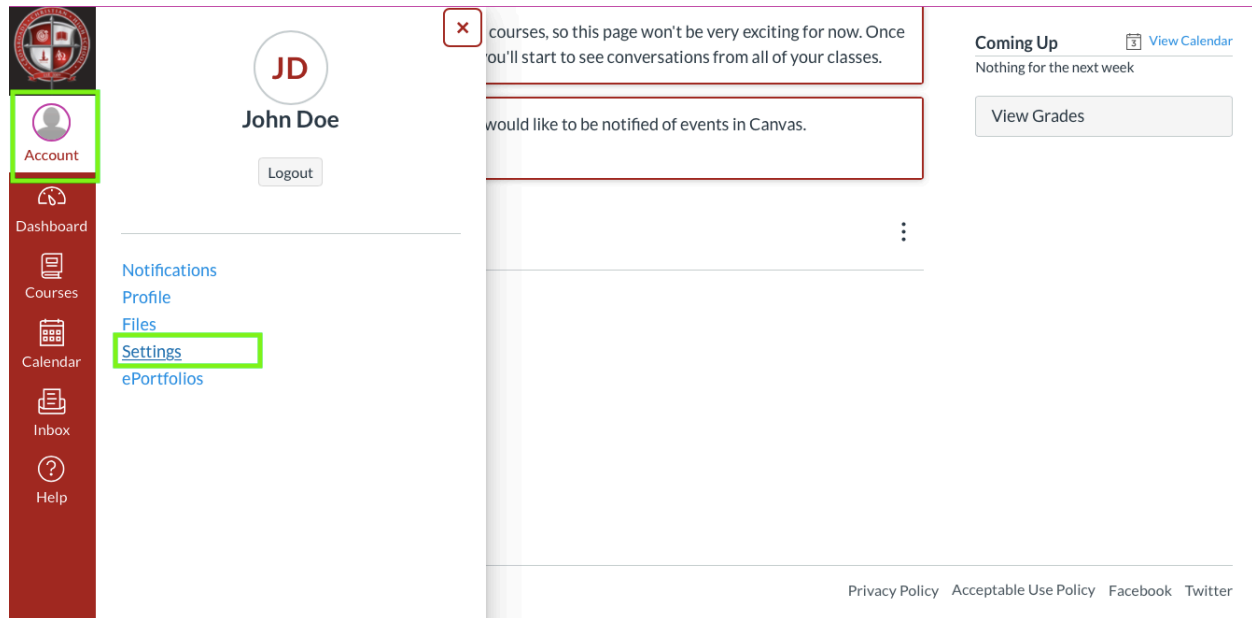 Account
Dashboard
Courses
Calendar
Inbox
Help
×
JD
John Doe
Logout
Notifications
Profile
Files
Settings
ePortfolios
courses, so this page won't be very exciting for now. Once
ou'll start to see conversations from all of your classes.
would like to be notified of events in Canvas.
Coming Up
3 View Calendar
Nothing for the next week
View Grades
Privacy Policy Acceptable Use Policy Facebook Twitter